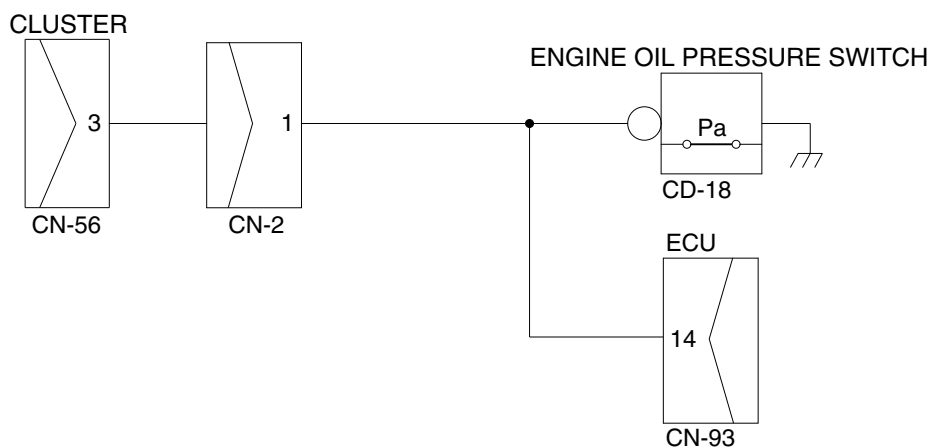 CLUSTER
3
CN-56
1
CN-2
ENGINE OIL PRESSURE SWITCH
Pa
CD-18
ECU
14
CN-93